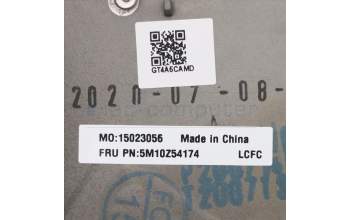 GT4A6CAMD
2020-07-08-
MO:15023056 Made in China
FRU PN:5M10Z54174 LCFC